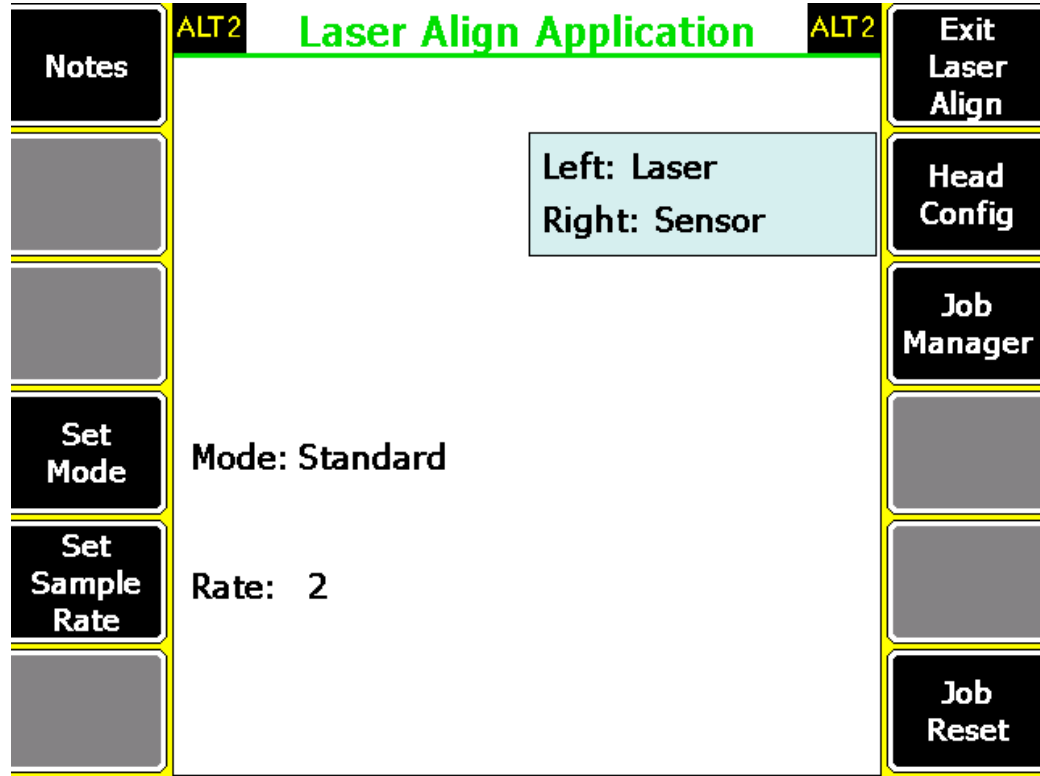 Notes
Set
Mode
Set
Sample
Rate
ALT2
Laser Align Application
ALT2
Left: Laser
Right: Sensor
Mode: Standard
Rate: 2
Exit
Laser
Align
Head
Config
Job
Manager
Job
Reset